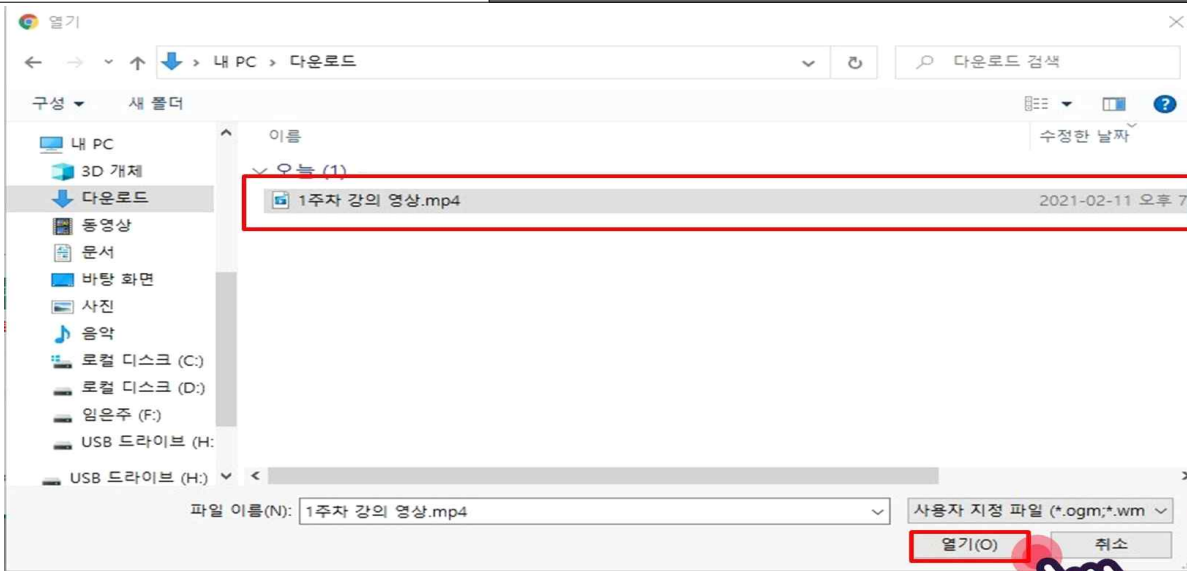 열기
내 PC > 다운로드
다운로드 검색
구성
새 폴더
이름
수정한 날짜
내 PC
3D 개체
다운로드
동영상
문서
바탕 화면
사진
음악
로컬 디스크 (C:)
로컬 디스크 (D:)
임은주 (F:)
USB 드라이브 (H:
USB 드라이브 (H:)
오늘 (1)
1주차 강의 영상.mp4
2021-02-11 오후 7
파일 이름(N):
1주차 강의 영상.mp4
사용자 지정 파일 (*.ogm;*.wm
열기(O)
취소